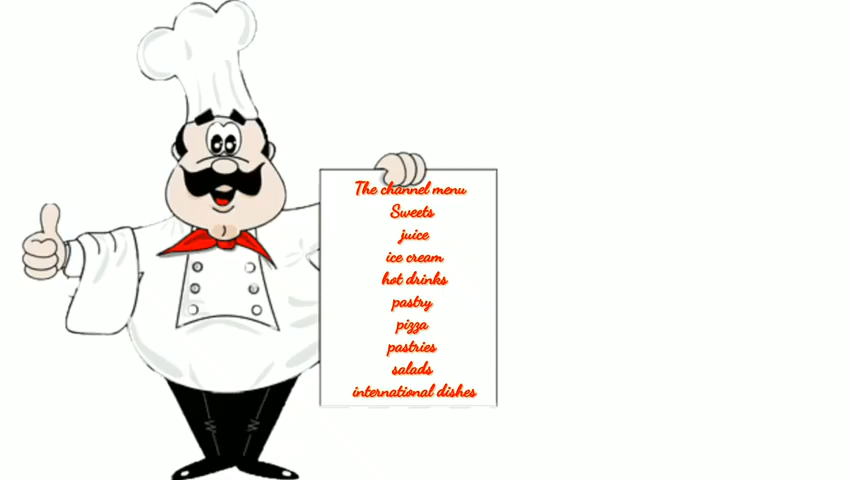 The channel menu
Sweets
juice
ice cream
hot drinks
pastry
pizza
pastries
salads
international dishes